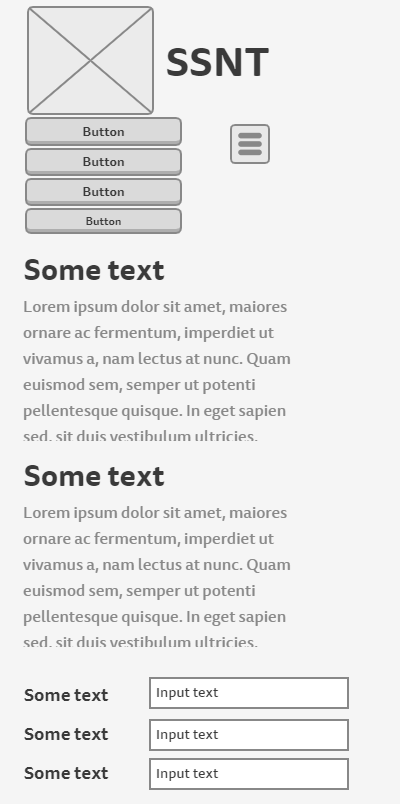 SSNT
Button
Button
Button
Button
Some text
Lorem ipsum dolor sit amet, maiores
ornare ac fermentum, imperdiet ut
vivamus a, nam lectus at nunc. Quam
euismod sem, semper ut potenti
pellentesque quisque. In eget sapien
sed, sit duis vestibulum ultricies.
Some text
Lorem ipsum dolor sit amet, maiores
ornare ac fermentum, imperdiet ut
vivamus a, nam lectus at nunc. Quam
euismod sem, semper ut potenti
pellentesque quisque. In eget sapien
sed, sit duis vestibulum ultricies.
Some text Input text
Some text Input text
Some text Input text